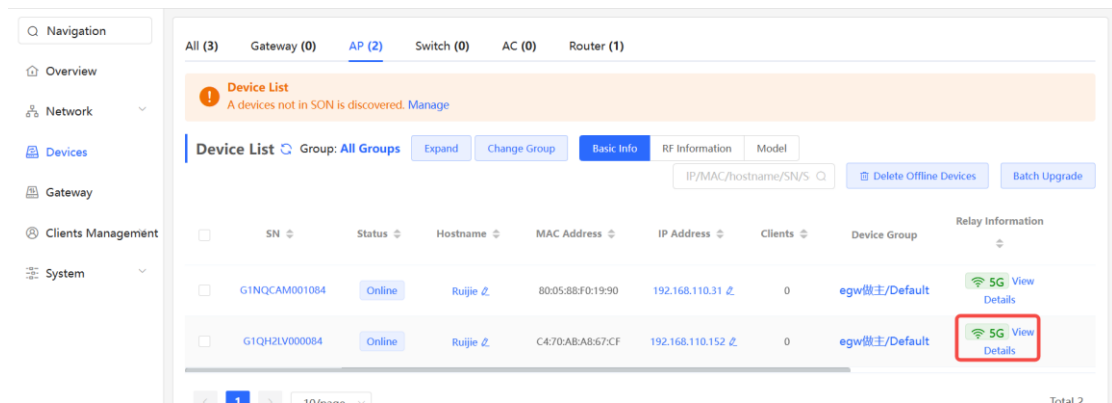 Navigation
Overview
Network
Devices
Gateway
Clients Management
System
All (3) Gateway (0) AP (2) Switch (0) AC (0) Router (1)
Device List
A devices not in SON is discovered. Manage
Device List Group: All Groups Expand Change Group Basic Info RF Information Model
IP/MAC/hostname/SN/S Delete Offline Devices Batch Upgrade
SN Status Hostname MAC Address IP Address Clients Device Group Relay Information
G1NQCAM001084 Online Ruijie 80:05:88:F0:19:90 192.168.110.31 0 egw做主/Default 5G View
Details
G1QH2LV000084 Online Ruijie C4:70:AB:A8:67:CF 192.168.110.152 0 egw做主/Default 5G View
Details
1 10/page Total 2